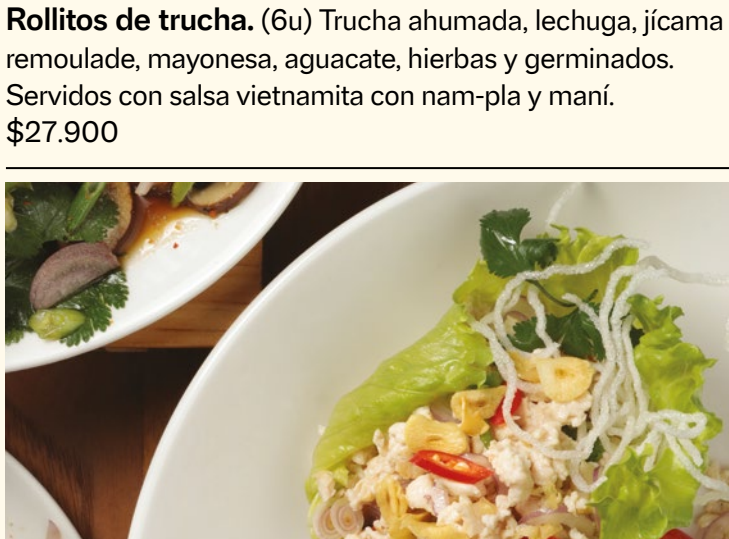 Rollitos de trucha. (6u) Trucha ahumada, lechuga, jícama
remoulade, mayonesa, aguacate, hierbas y germinados.
Servidos con salsa vietnamita con nam-pla y maní.
$27.900